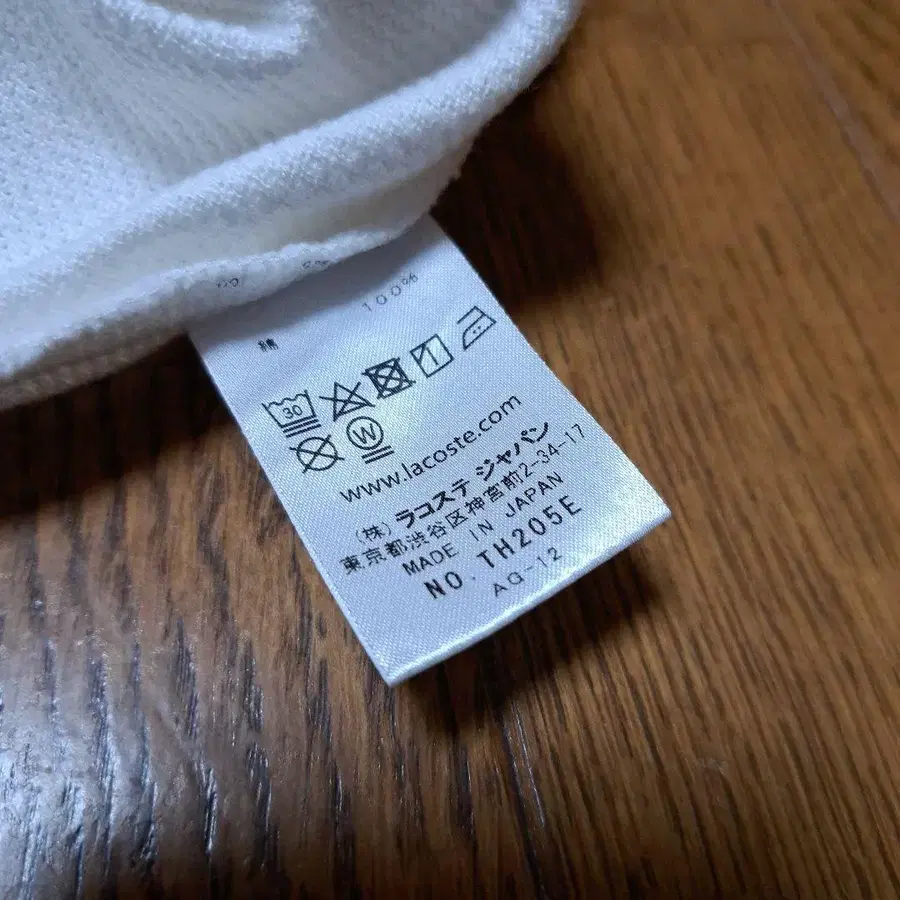 綿 100%
30
W
www.lacoste.com
(株) ラコステ ジャパン
東京都渋谷区神宮前2-34-17
MADE IN JAPAN
NO. TH205E
AG-12